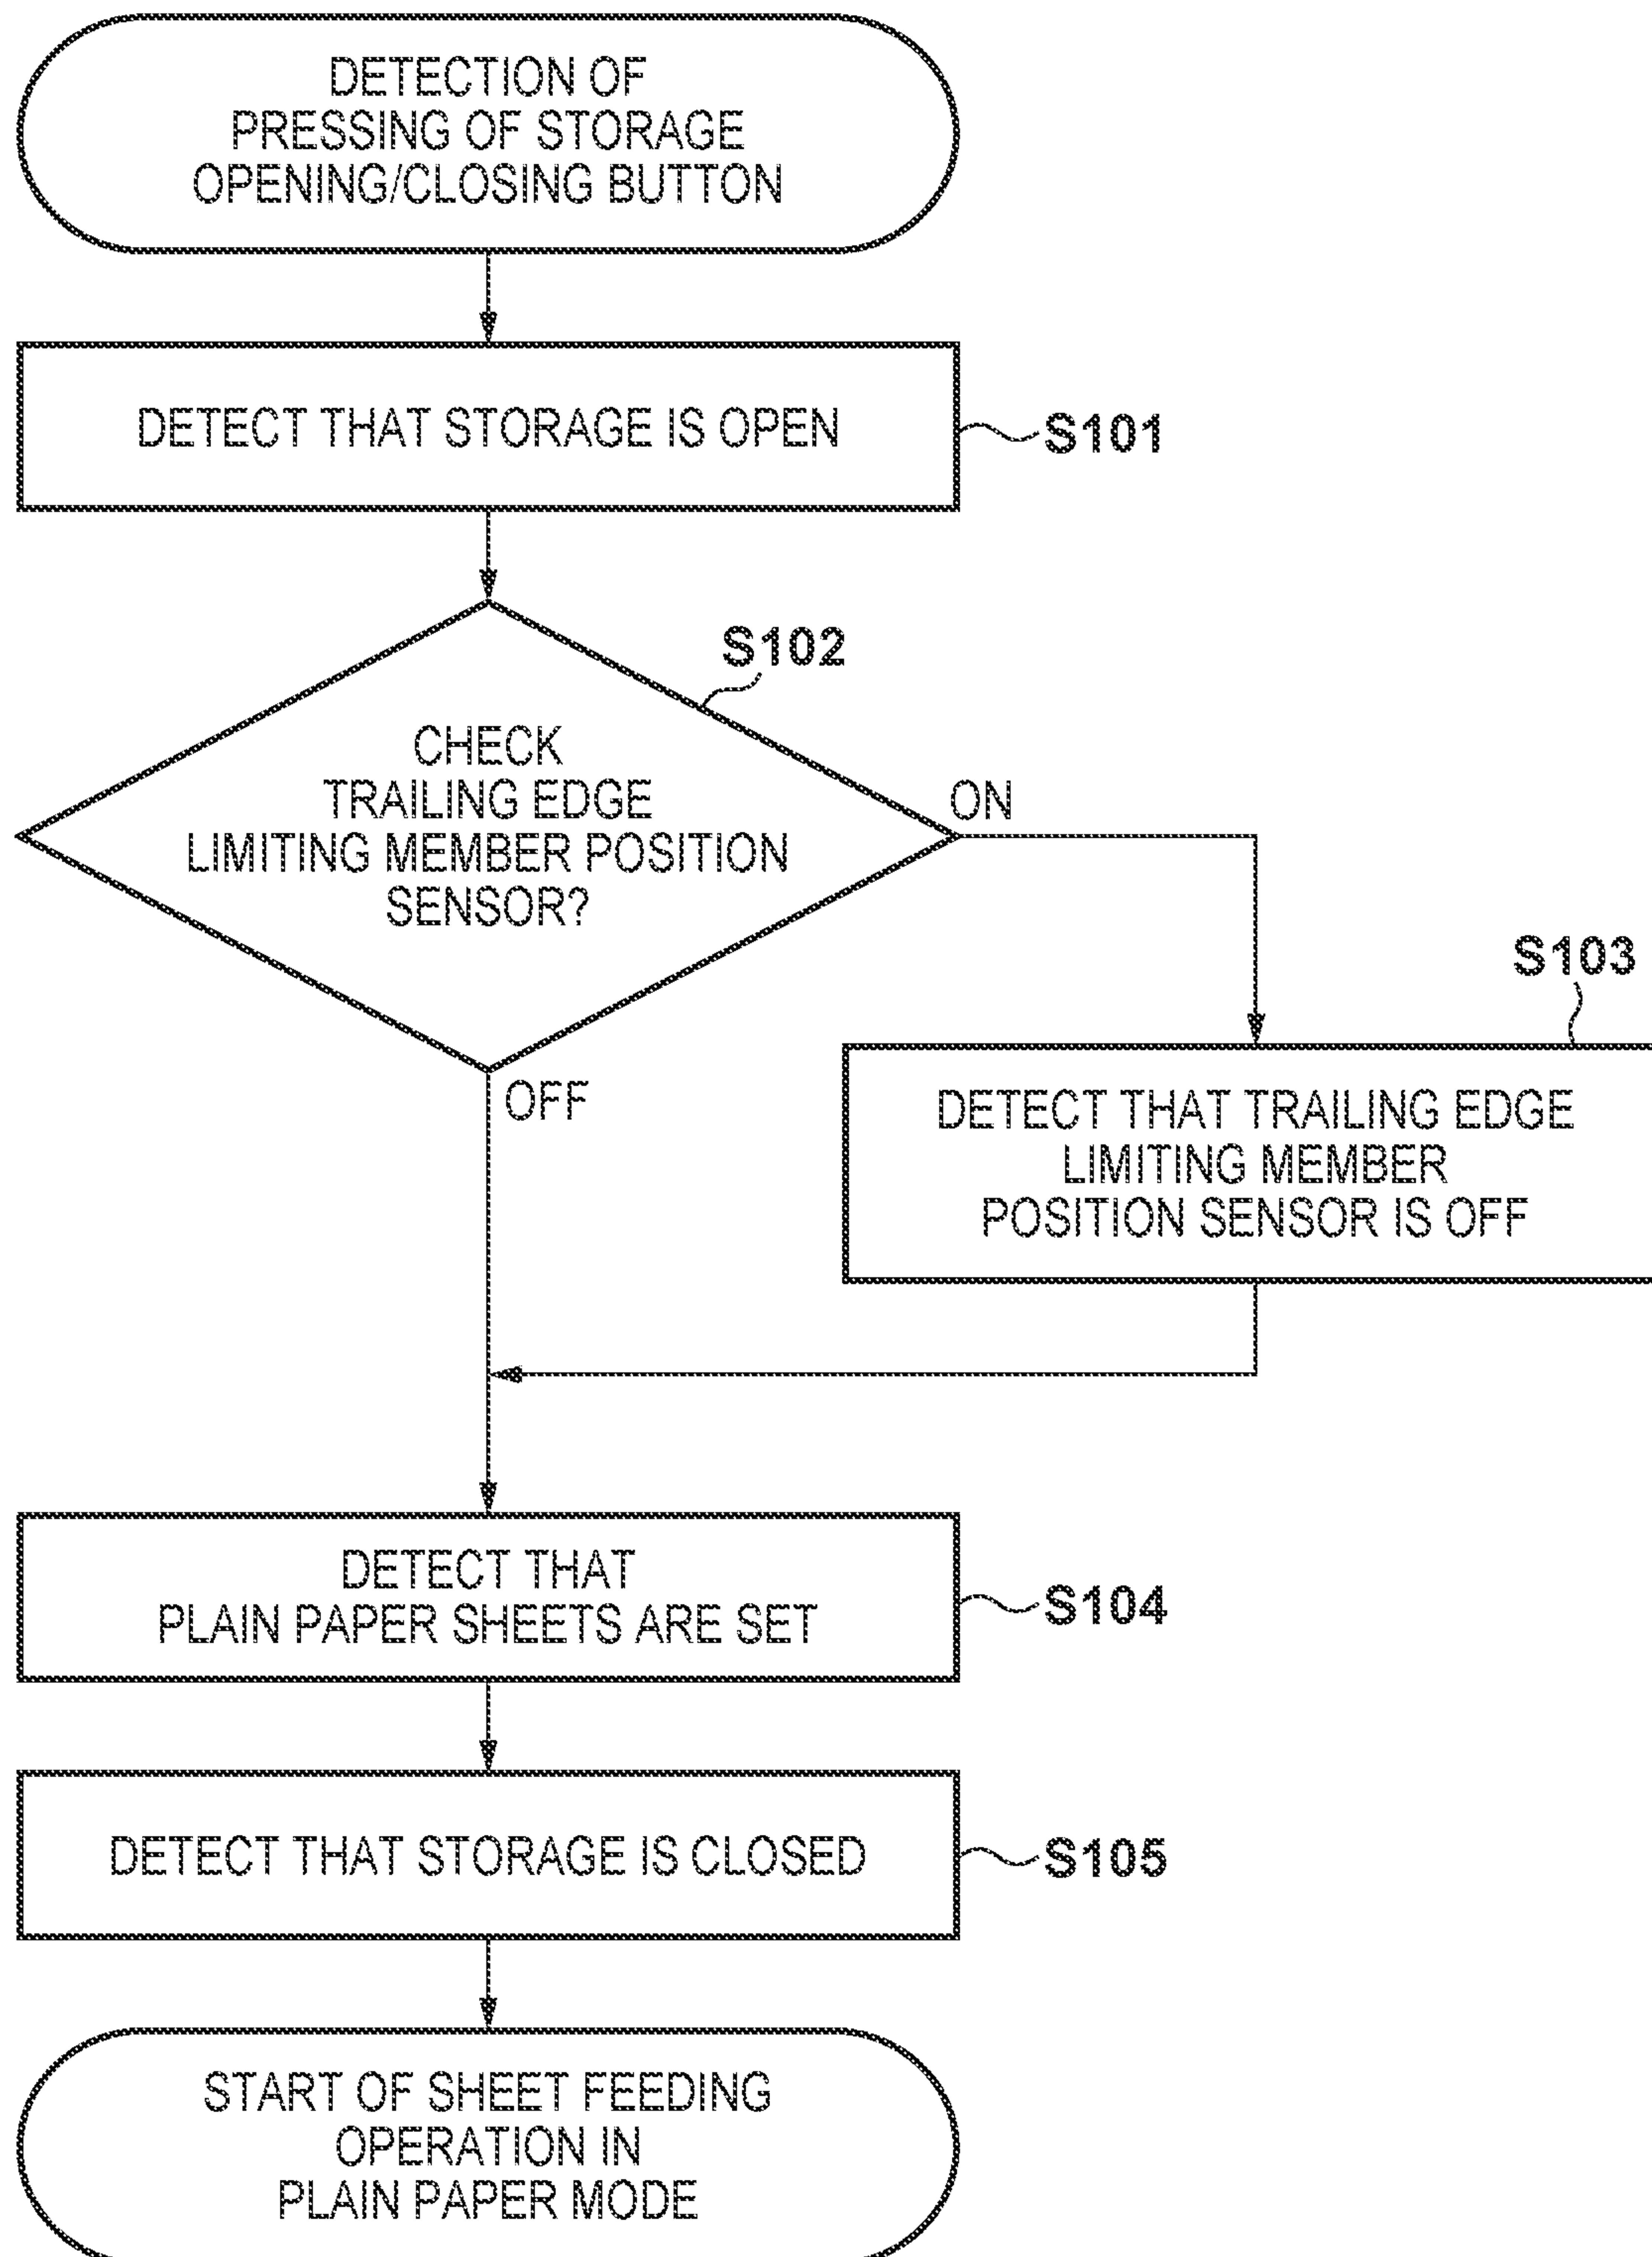 DETECTION OF
PRESSING OF STORAGE
OPENING/CLOSING BUTTON
DETECT THAT STORAGE IS OPEN
S101
S102
CHECK
TRAILING EDGE
LIMITING MEMBER POSITION
SENSOR?
ON
OFF
S103
DETECT THAT TRAILING EDGE
LIMITING MEMBER
POSITION SENSOR IS OFF
DETECT THAT
PLAIN PAPER SHEETS ARE SET
S104
DETECT THAT STORAGE IS CLOSED
S105
START OF SHEET FEEDING
OPERATION IN
PLAIN PAPER MODE